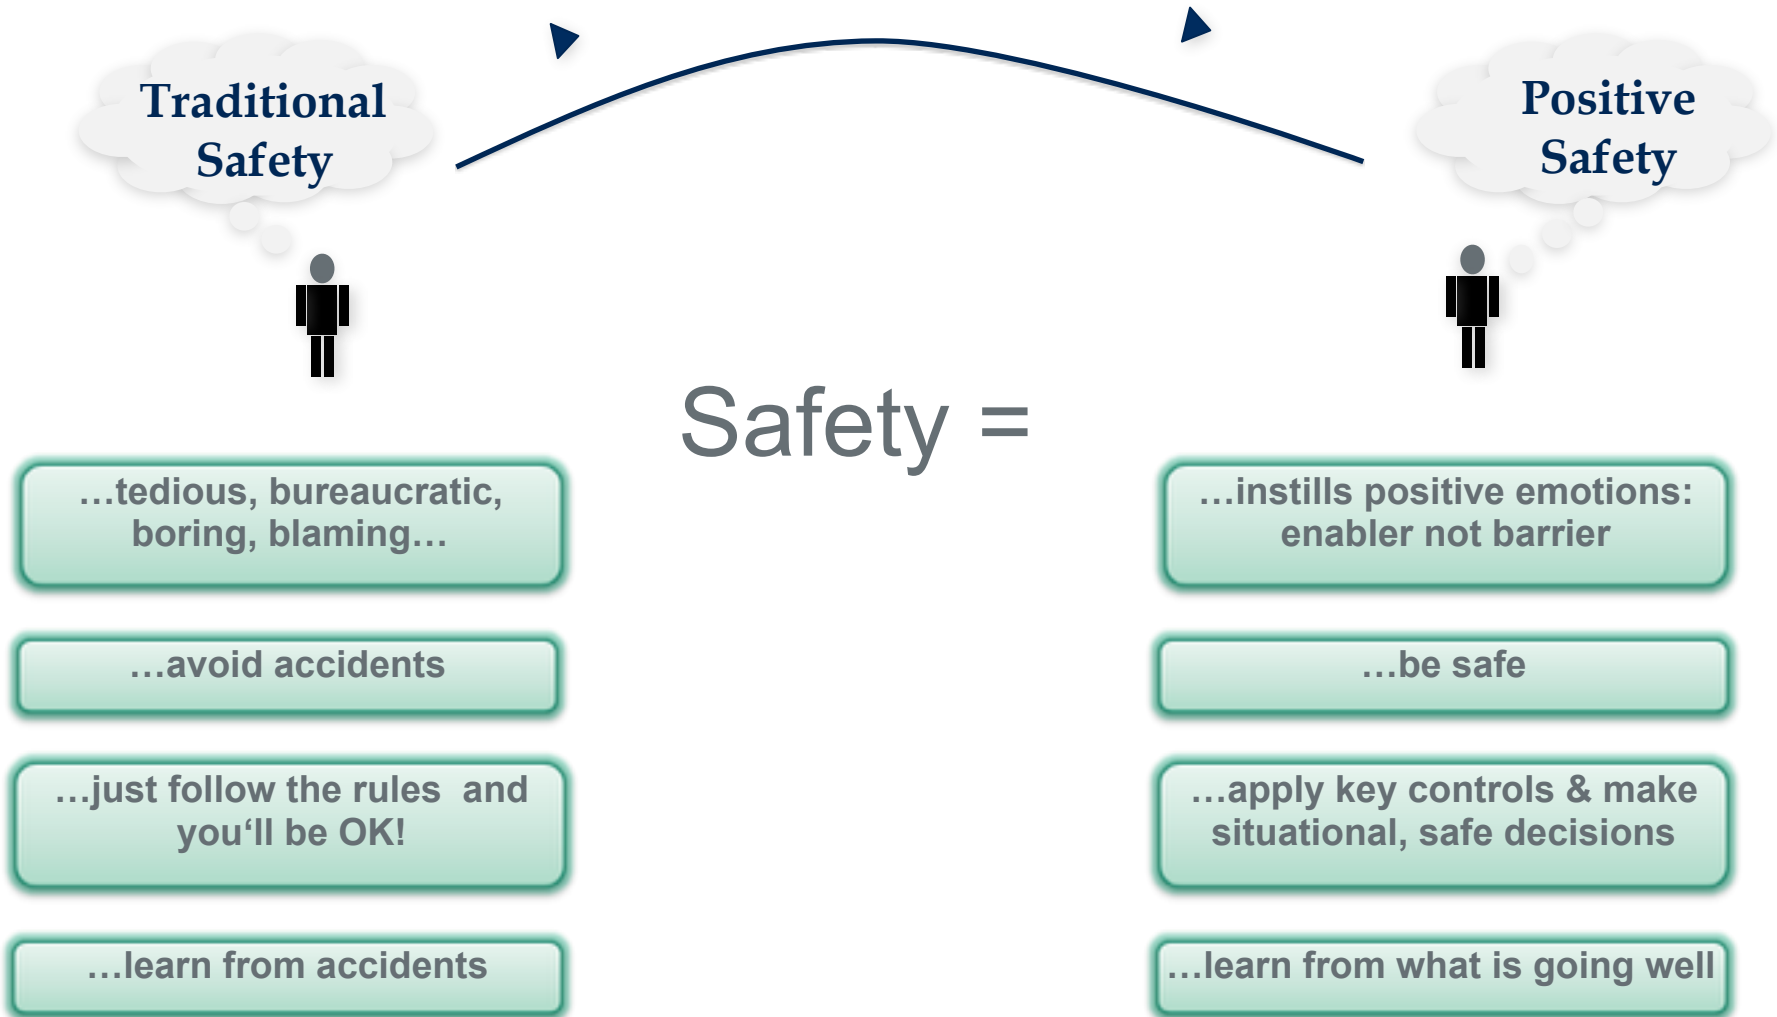 Traditional
Safety
Positive
Safety
Safety =
…tedious, bureaucratic,
boring, blaming…
…instills positive emotions:
enabler not barrier
…avoid accidents
…be safe
…just follow the rules  and
you‘ll be OK!
…apply key controls & make
situational, safe decisions
…learn from accidents
…learn from what is going well